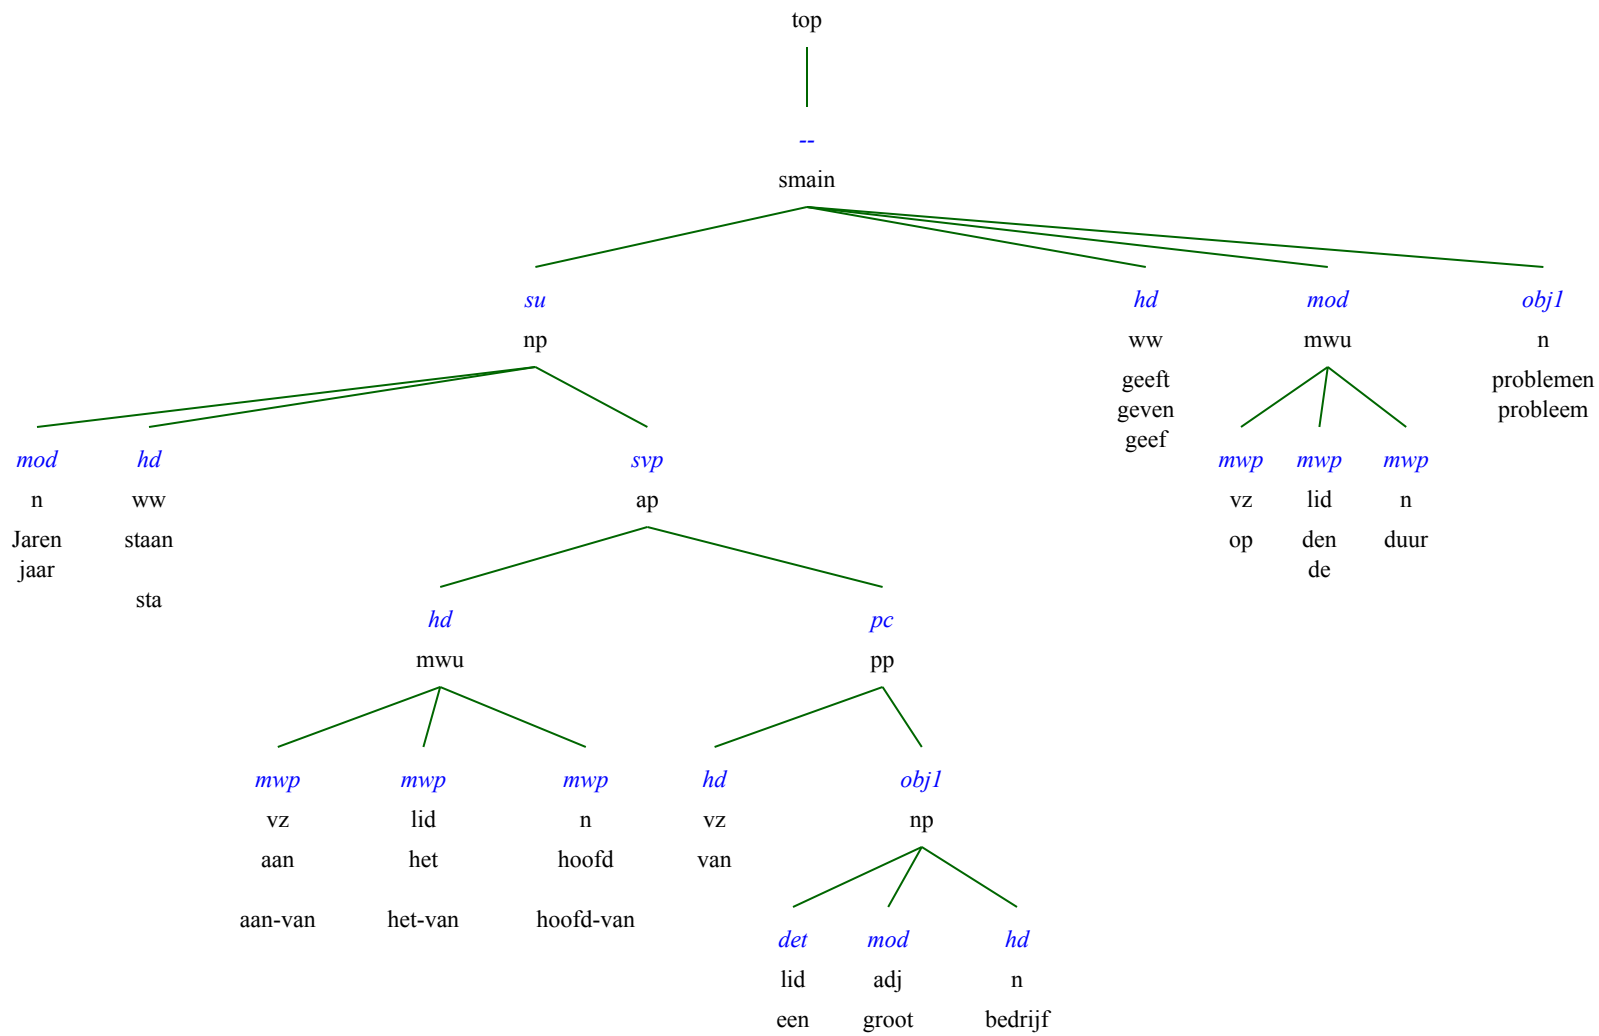 top
--
smain
su hd mod obj1
np ww mwu n
geeft problemen
geven probleem
geef
mod hd svp mwp mwp mwp
n ww ap vz lid n
Jaren staan op den duur
jaar de
sta
hd pc
mwu pp
mwp mwp mwp hd obj1
vz lid n vz np
aan het hoofd van
aan-van het-van hoofd-van
det mod hd
lid adj n
een groot bedrijf